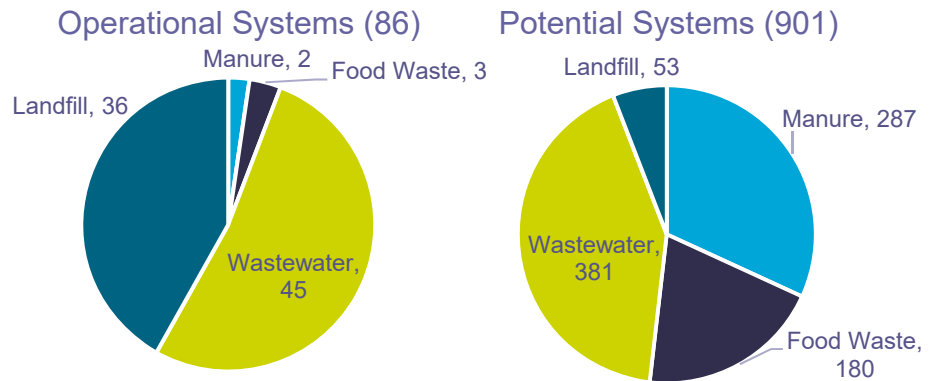 Operational Systems (86)
Manure, 2
Food Waste, 3
Landfill, 36
Wastewater,
45
Potential Systems (901)
Landfill, 53
Manure, 287
Wastewater,
381
Food Waste,
180